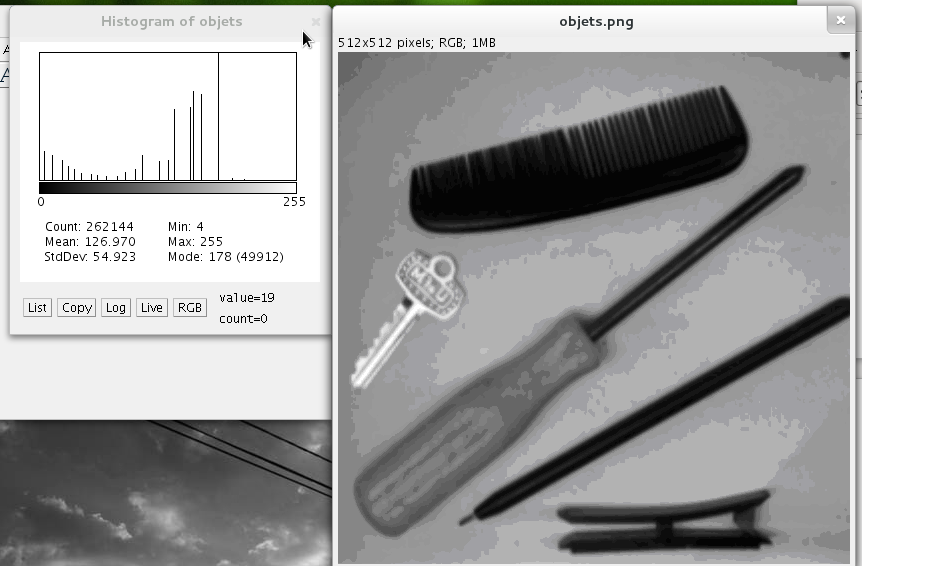 Histogram of objets
0
255
Count: 262144
Min: 4
Mean: 126.970
Max: 255
StdDev: 54.923
Mode: 178 (49912)
List
Copy
Log
Live
RGB
value=19
count=0
objets.png
512x512 pixels; RGB; 1MB